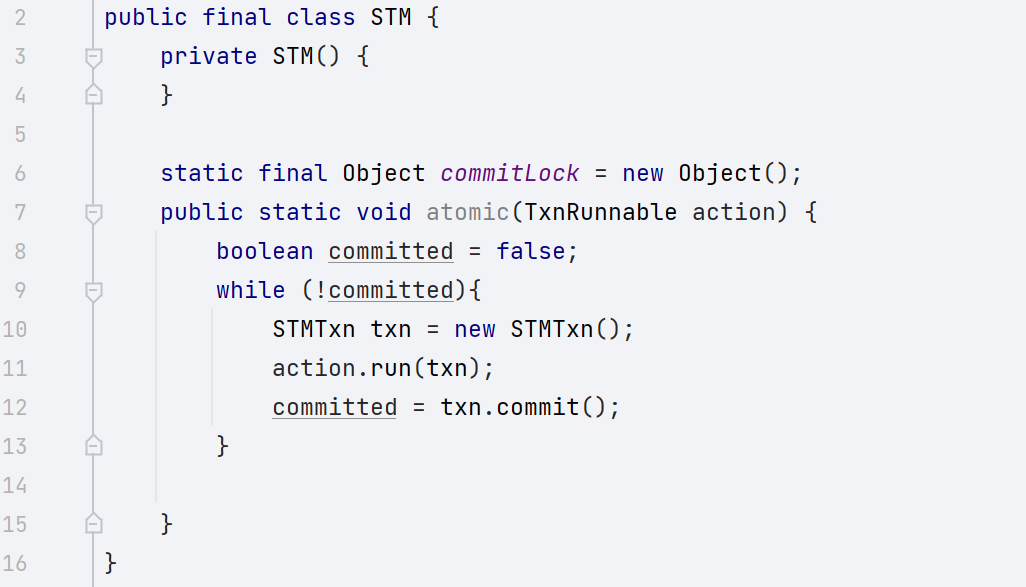 2 public final class STM {
3     private STM() {
4     }
5
6     static final Object commitLock = new Object();
7     public static void atomic(TxnRunnable action) {
8         boolean committed = false;
9         while (!committed){
10             STMTxn txn = new STMTxn();
11             action.run(txn);
12             committed = txn.commit();
13         }
14
15     }
16 }